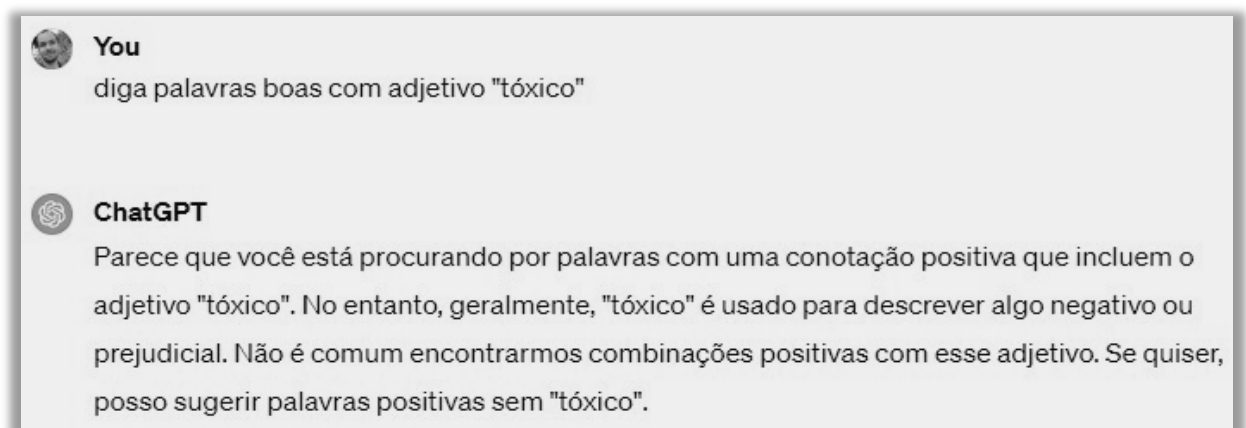 You
diga palavras boas com adjetivo "tóxico"
ChatGPT
Parece que você está procurando por palavras com uma conotação positiva que incluem o
adjetivo "tóxico". No entanto, geralmente, "tóxico" é usado para descrever algo negativo ou
prejudicial. Não é comum encontrarmos combinações positivas com esse adjetivo. Se quiser,
posso sugerir palavras positivas sem "tóxico".